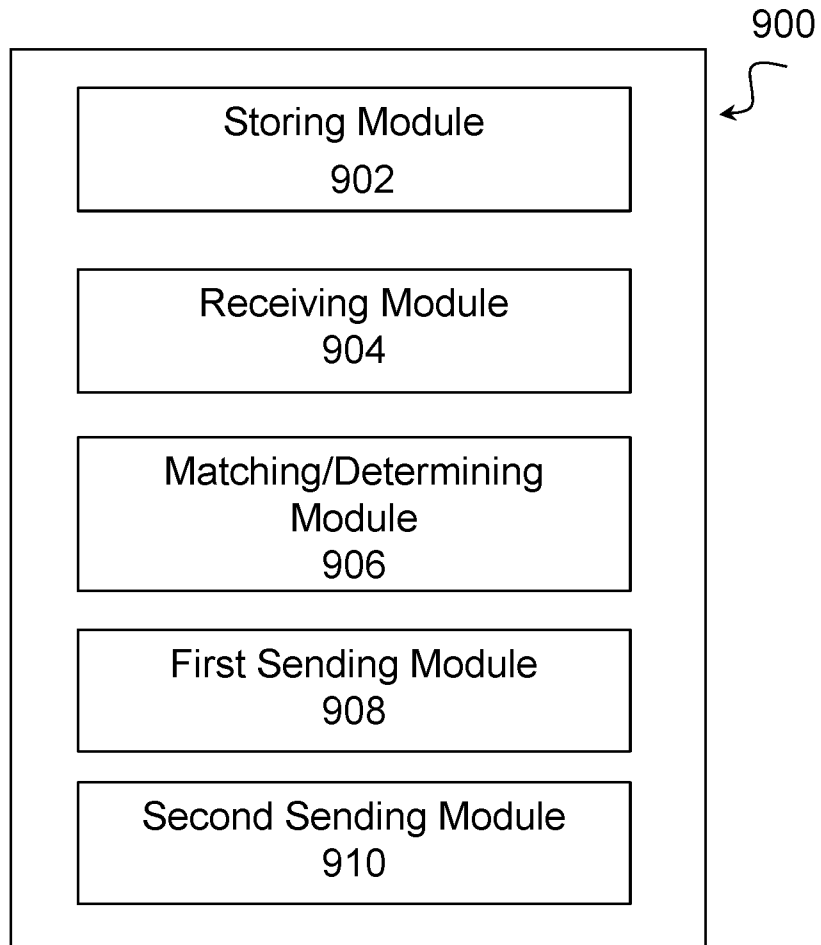 900
Storing Module
902
Receiving Module
904
Matching/Determining
Module
906
First Sending Module
908
Second Sending Module
910